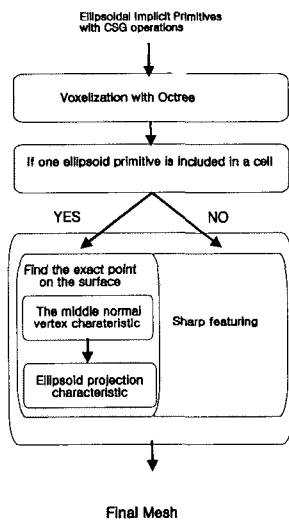 Ellipsoidal Implicit Primitives
with CSG operations
Voxelization with Octree
If one ellipsoid primitive is included in a cell
YES
NO
Find the exact point
on the surface
The middle normal
vertex charateristic
Sharp featuring
Ellipsoid projection
characteristic
Final Mesh